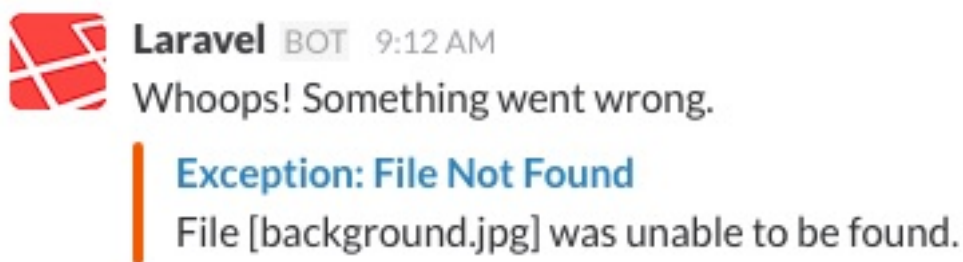 Laravel BOT 9:12 AM
Whoops! Something went wrong.
Exception: File Not Found
File [background.jpg] was unable to be found.